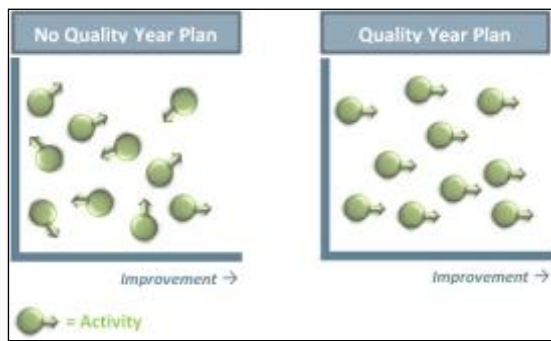 No Quality Year Plan
Quality Year Plan
Improvement →
Improvement →
= Activity